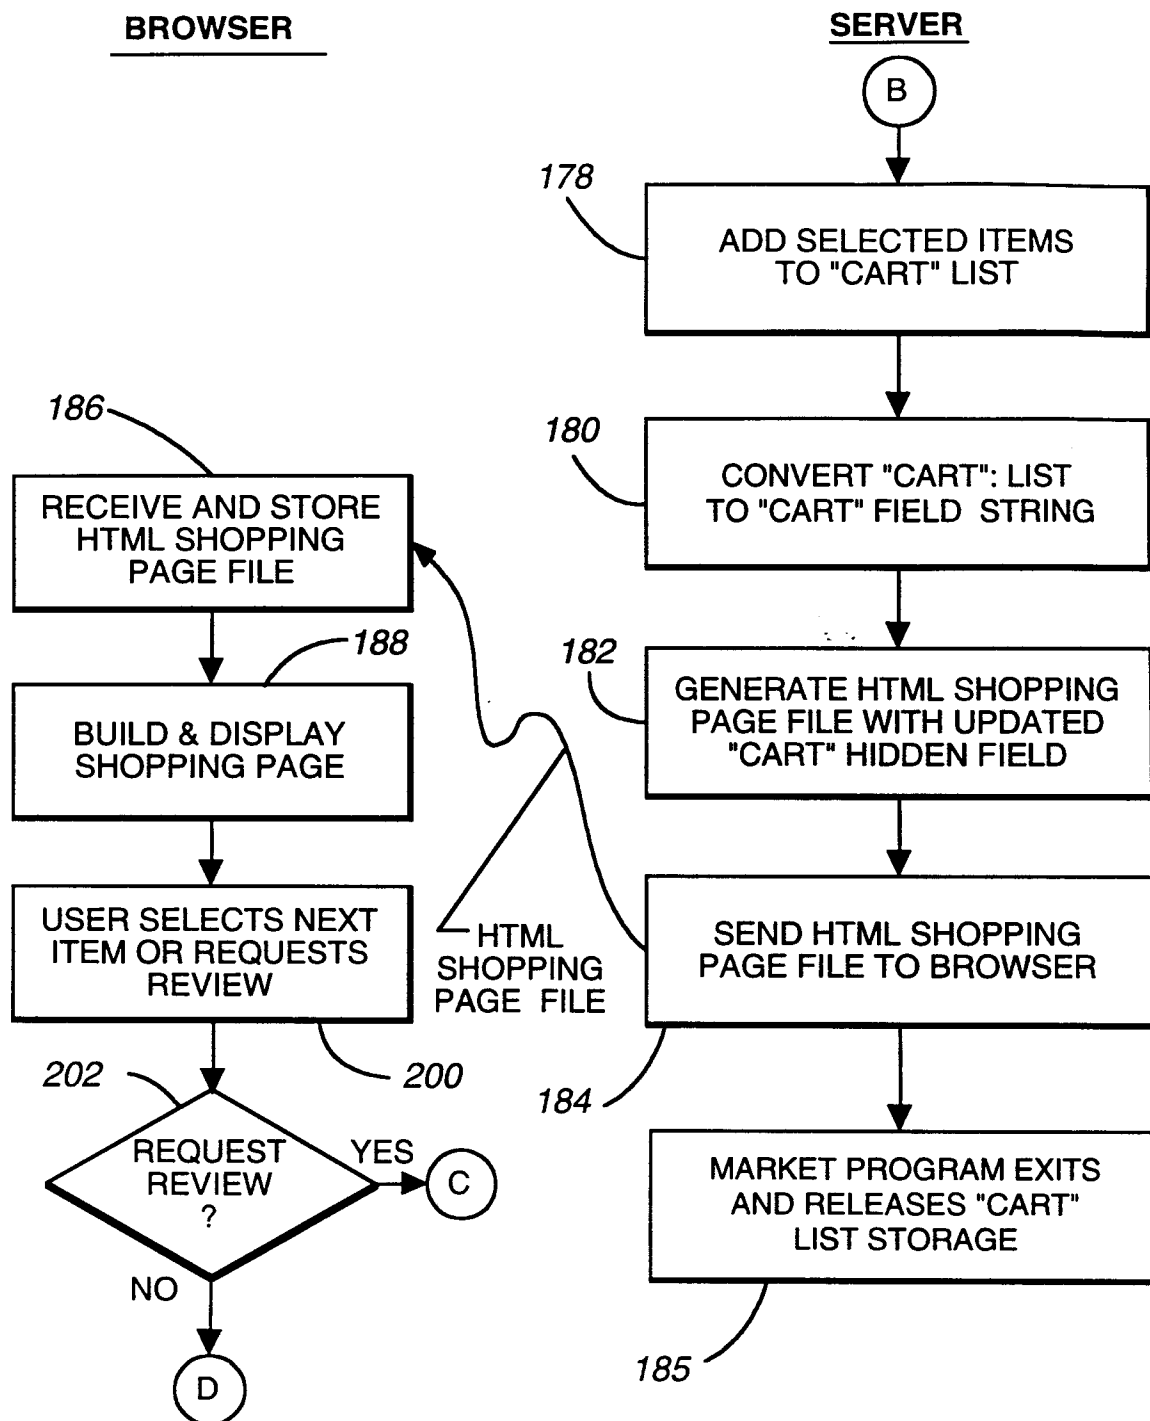 BROWSER
SERVER
B
178
ADD SELECTED ITEMS
TO "CART" LIST
180
CONVERT "CART": LIST
TO "CART" FIELD STRING
182
GENERATE HTML SHOPPING
PAGE FILE WITH UPDATED
"CART" HIDDEN FIELD
SEND HTML SHOPPING
PAGE FILE TO BROWSER
184
MARKET PROGRAM EXITS
AND RELEASES "CART"
LIST STORAGE
185
HTML
SHOPPING
PAGE FILE
186
RECEIVE AND STORE
HTML SHOPPING
PAGE FILE
188
BUILD & DISPLAY
SHOPPING PAGE
USER SELECTS NEXT
ITEM OR REQUESTS
REVIEW
200
202
REQUEST
REVIEW
?
YES
C
NO
D